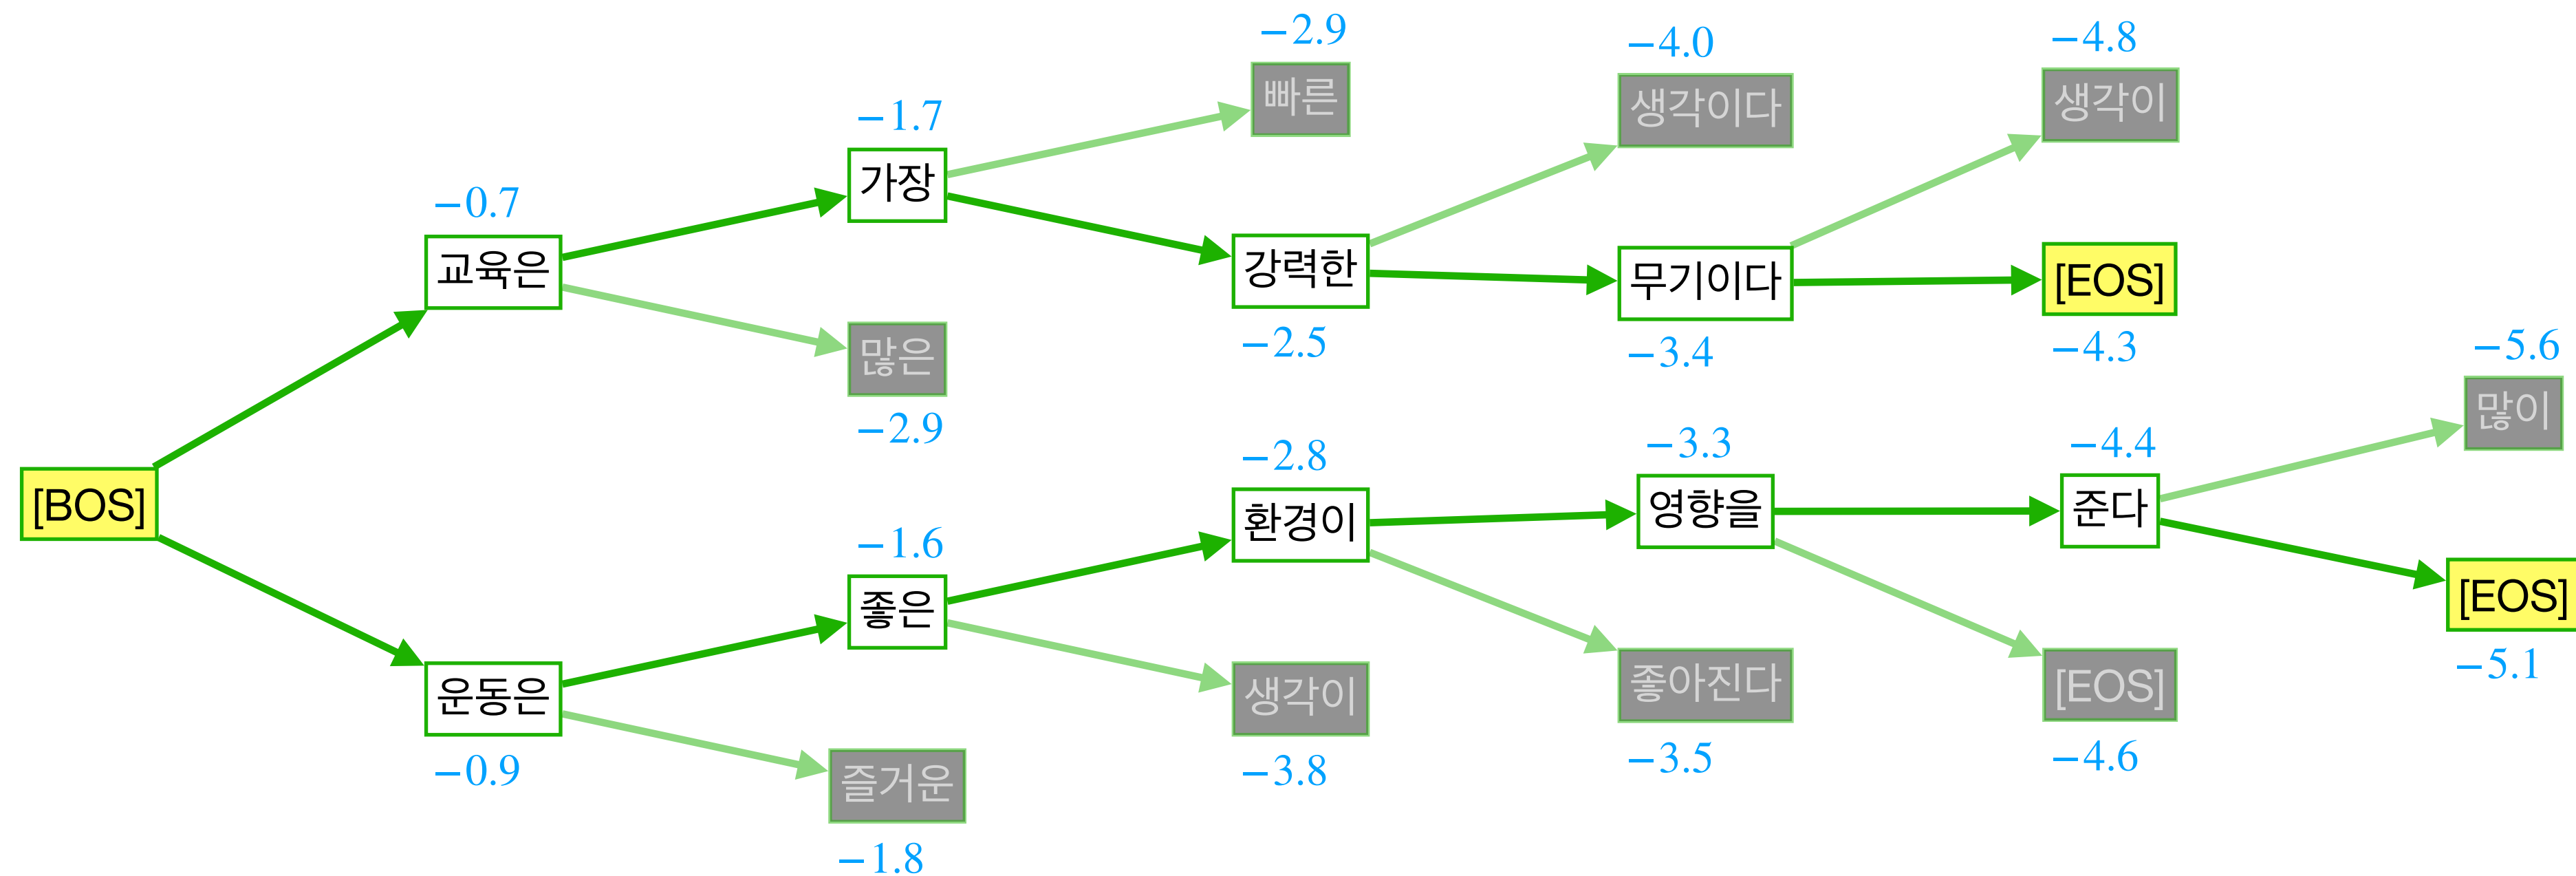 [BOS]
−0.7
교육은
운동은
−0.9
−1.7
가장
많은
−2.9
−1.6
좋은
즐거운
−1.8
−2.9
빠른
강력한
−2.5
−2.8
환경이
생각이
−3.8
−4.0
생각이다
무기이다
−3.4
−3.3
영향을
좋아진다
−3.5
−4.8
생각이
[EOS]
−4.3
−4.4
준다
[EOS]
−4.6
−5.6
많이
[EOS]
−5.1